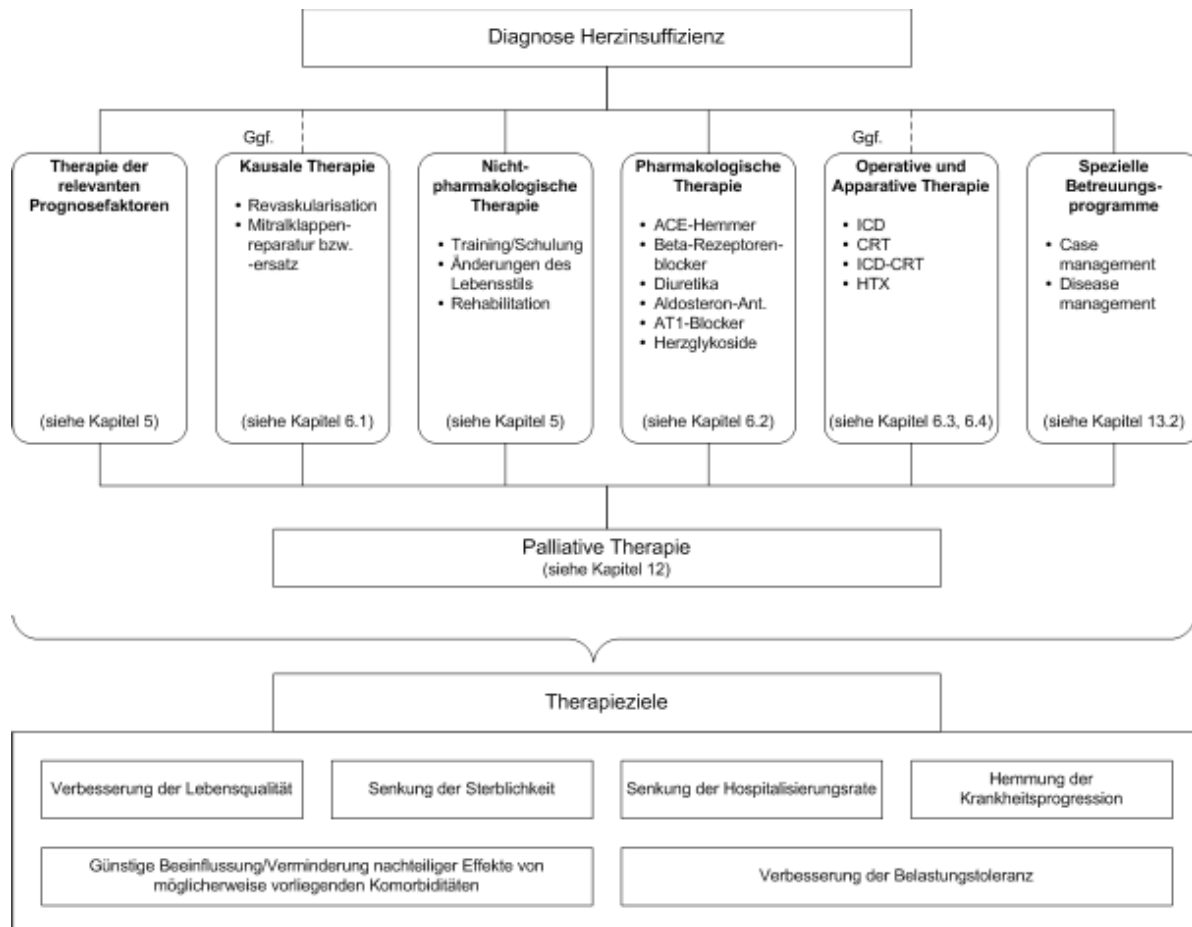 Diagnose Herzinsuffizienz
Ggf.
Ggf.
Therapie der
relevanten
Prognosefaktoren
(siehe Kapitel 5)
Kausale Therapie
• Revaskularisation
• Mitralklappen-
reparatur bzw.
-ersatz
(siehe Kapitel 6.1)
Nicht-
pharmakologische
Therapie
• Training/Schulung
• Änderungen des
Lebensstils
• Rehabilitation
(siehe Kapitel 5)
Pharmakologische
Therapie
• ACE-Hemmer
• Beta-Rezeptoren-
blocker
• Diuretika
• Aldosteron-Ant.
• AT1-Blocker
• Herzglykoside
(siehe Kapitel 6.2)
Operative und
Apparative Therapie
• ICD
• CRT
• ICD-CRT
• HTX
(siehe Kapitel 6.3, 6.4)
Spezielle
Betreuungs-
programme
• Case
management
• Disease
management
(siehe Kapitel 13.2)
Palliative Therapie
(siehe Kapitel 12)
Therapieziele
Verbesserung der Lebensqualität
Senkung der Sterblichkeit
Senkung der Hospitalisierungsrate
Hemmung der
Krankheitsprogression
Günstige Beeinflussung/Verminderung nachteiliger Effekte von
möglicherweise vorliegenden Komorbiditäten
Verbesserung der Belastungstoleranz